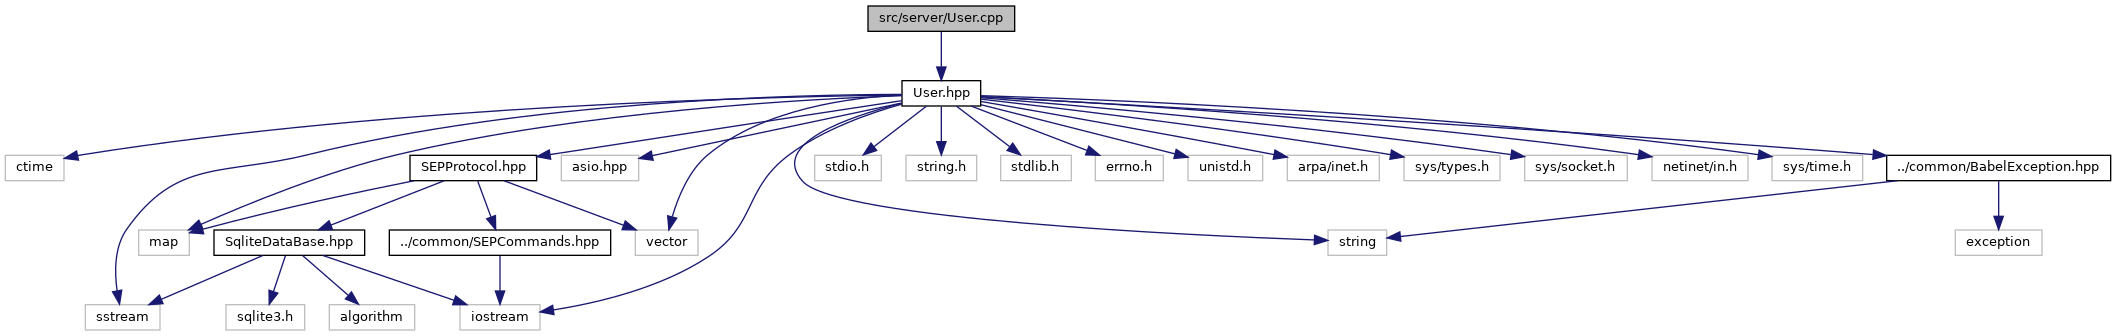 src/server/User.cpp
User.hpp
ctime
SEPProtocol.hpp
asio.hpp
stdio.h
string.h
stdlib.h
errno.h
unistd.h
arpa/inet.h
sys/types.h
sys/socket.h
netinet/in.h
sys/time.h
../common/BabelException.hpp
map
SqliteDataBase.hpp
../common/SEPCommands.hpp
vector
string
exception
sstream
sqlite3.h
algorithm
iostream